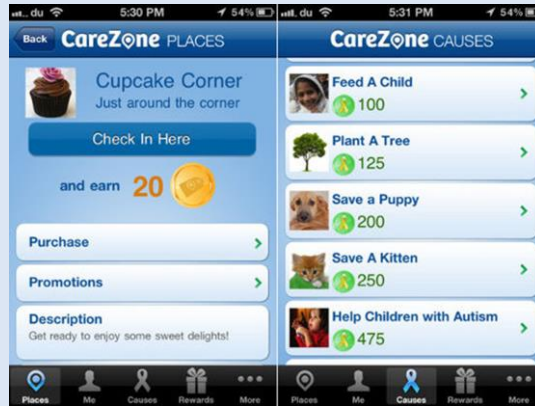 du 5:30 PM 54%
Back CareZone PLACES
Cupcake Corner
Just around the corner
Check In Here
and earn 20
Purchase
Promotions
Description
Get ready to enjoy some sweet delights!
Places Me Causes Rewards More
du 5:31 PM 54%
CareZone CAUSES
Feed A Child
100
Plant A Tree
125
Save a Puppy
200
Save A Kitten
250
Help Children with Autism
475
Places Me Causes Rewards More